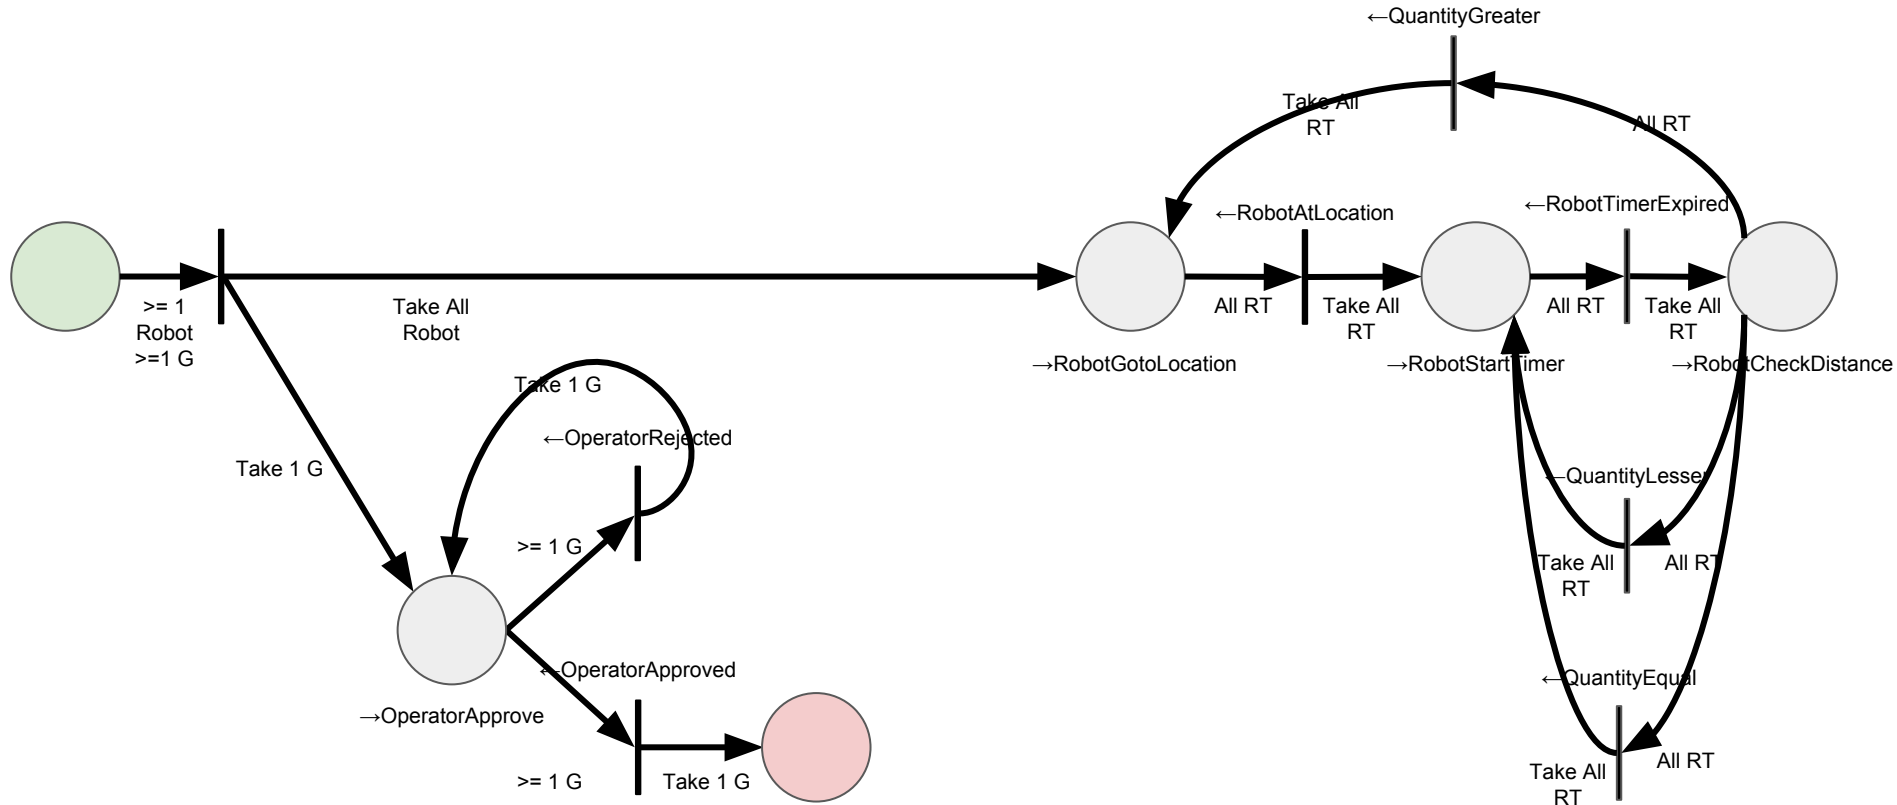 ←QuantityGreater
Take All
RT
All RT
←RobotTimerExpired
←RobotAtLocation
>= 1
Robot
>=1 G
Take All
Robot
All RT
Take All
RT
All RT
Take All
RT
→RobotGotoLocation
→RobotStartTimer
→RobotCheckDistance
Take 1 G
←OperatorRejected
Take 1 G
←QuantityLesser
>= 1 G
Take All
RT
All RT
←OperatorApproved
←QuantityEqual
→OperatorApprove
>= 1 G
Take 1 G
Take All
RT
All RT